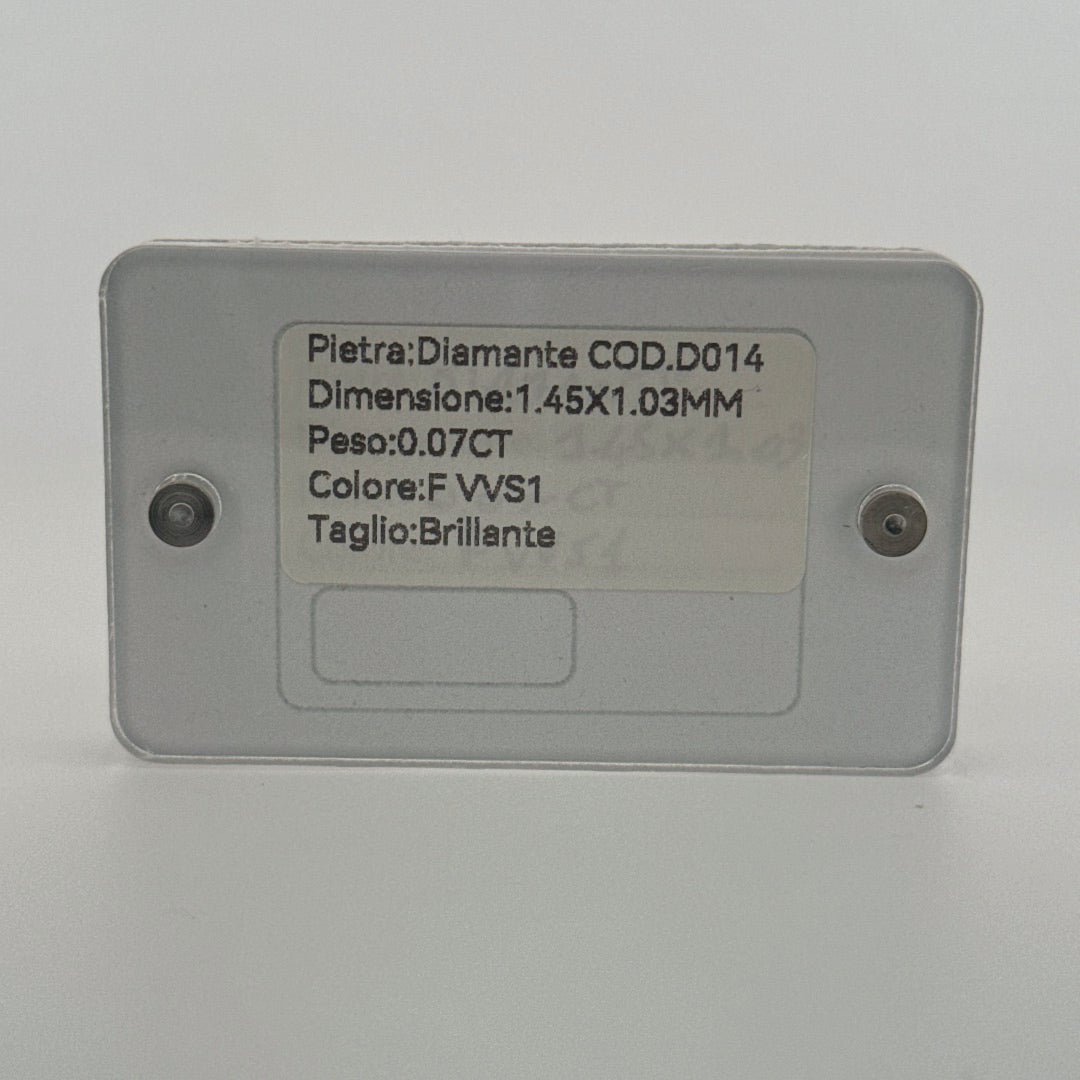 Pietra:Diamante COD.D014
Dimensione:1.45X1.03MM
Peso:0.07CT
Colore:F VVS1
Taglio:Brillante